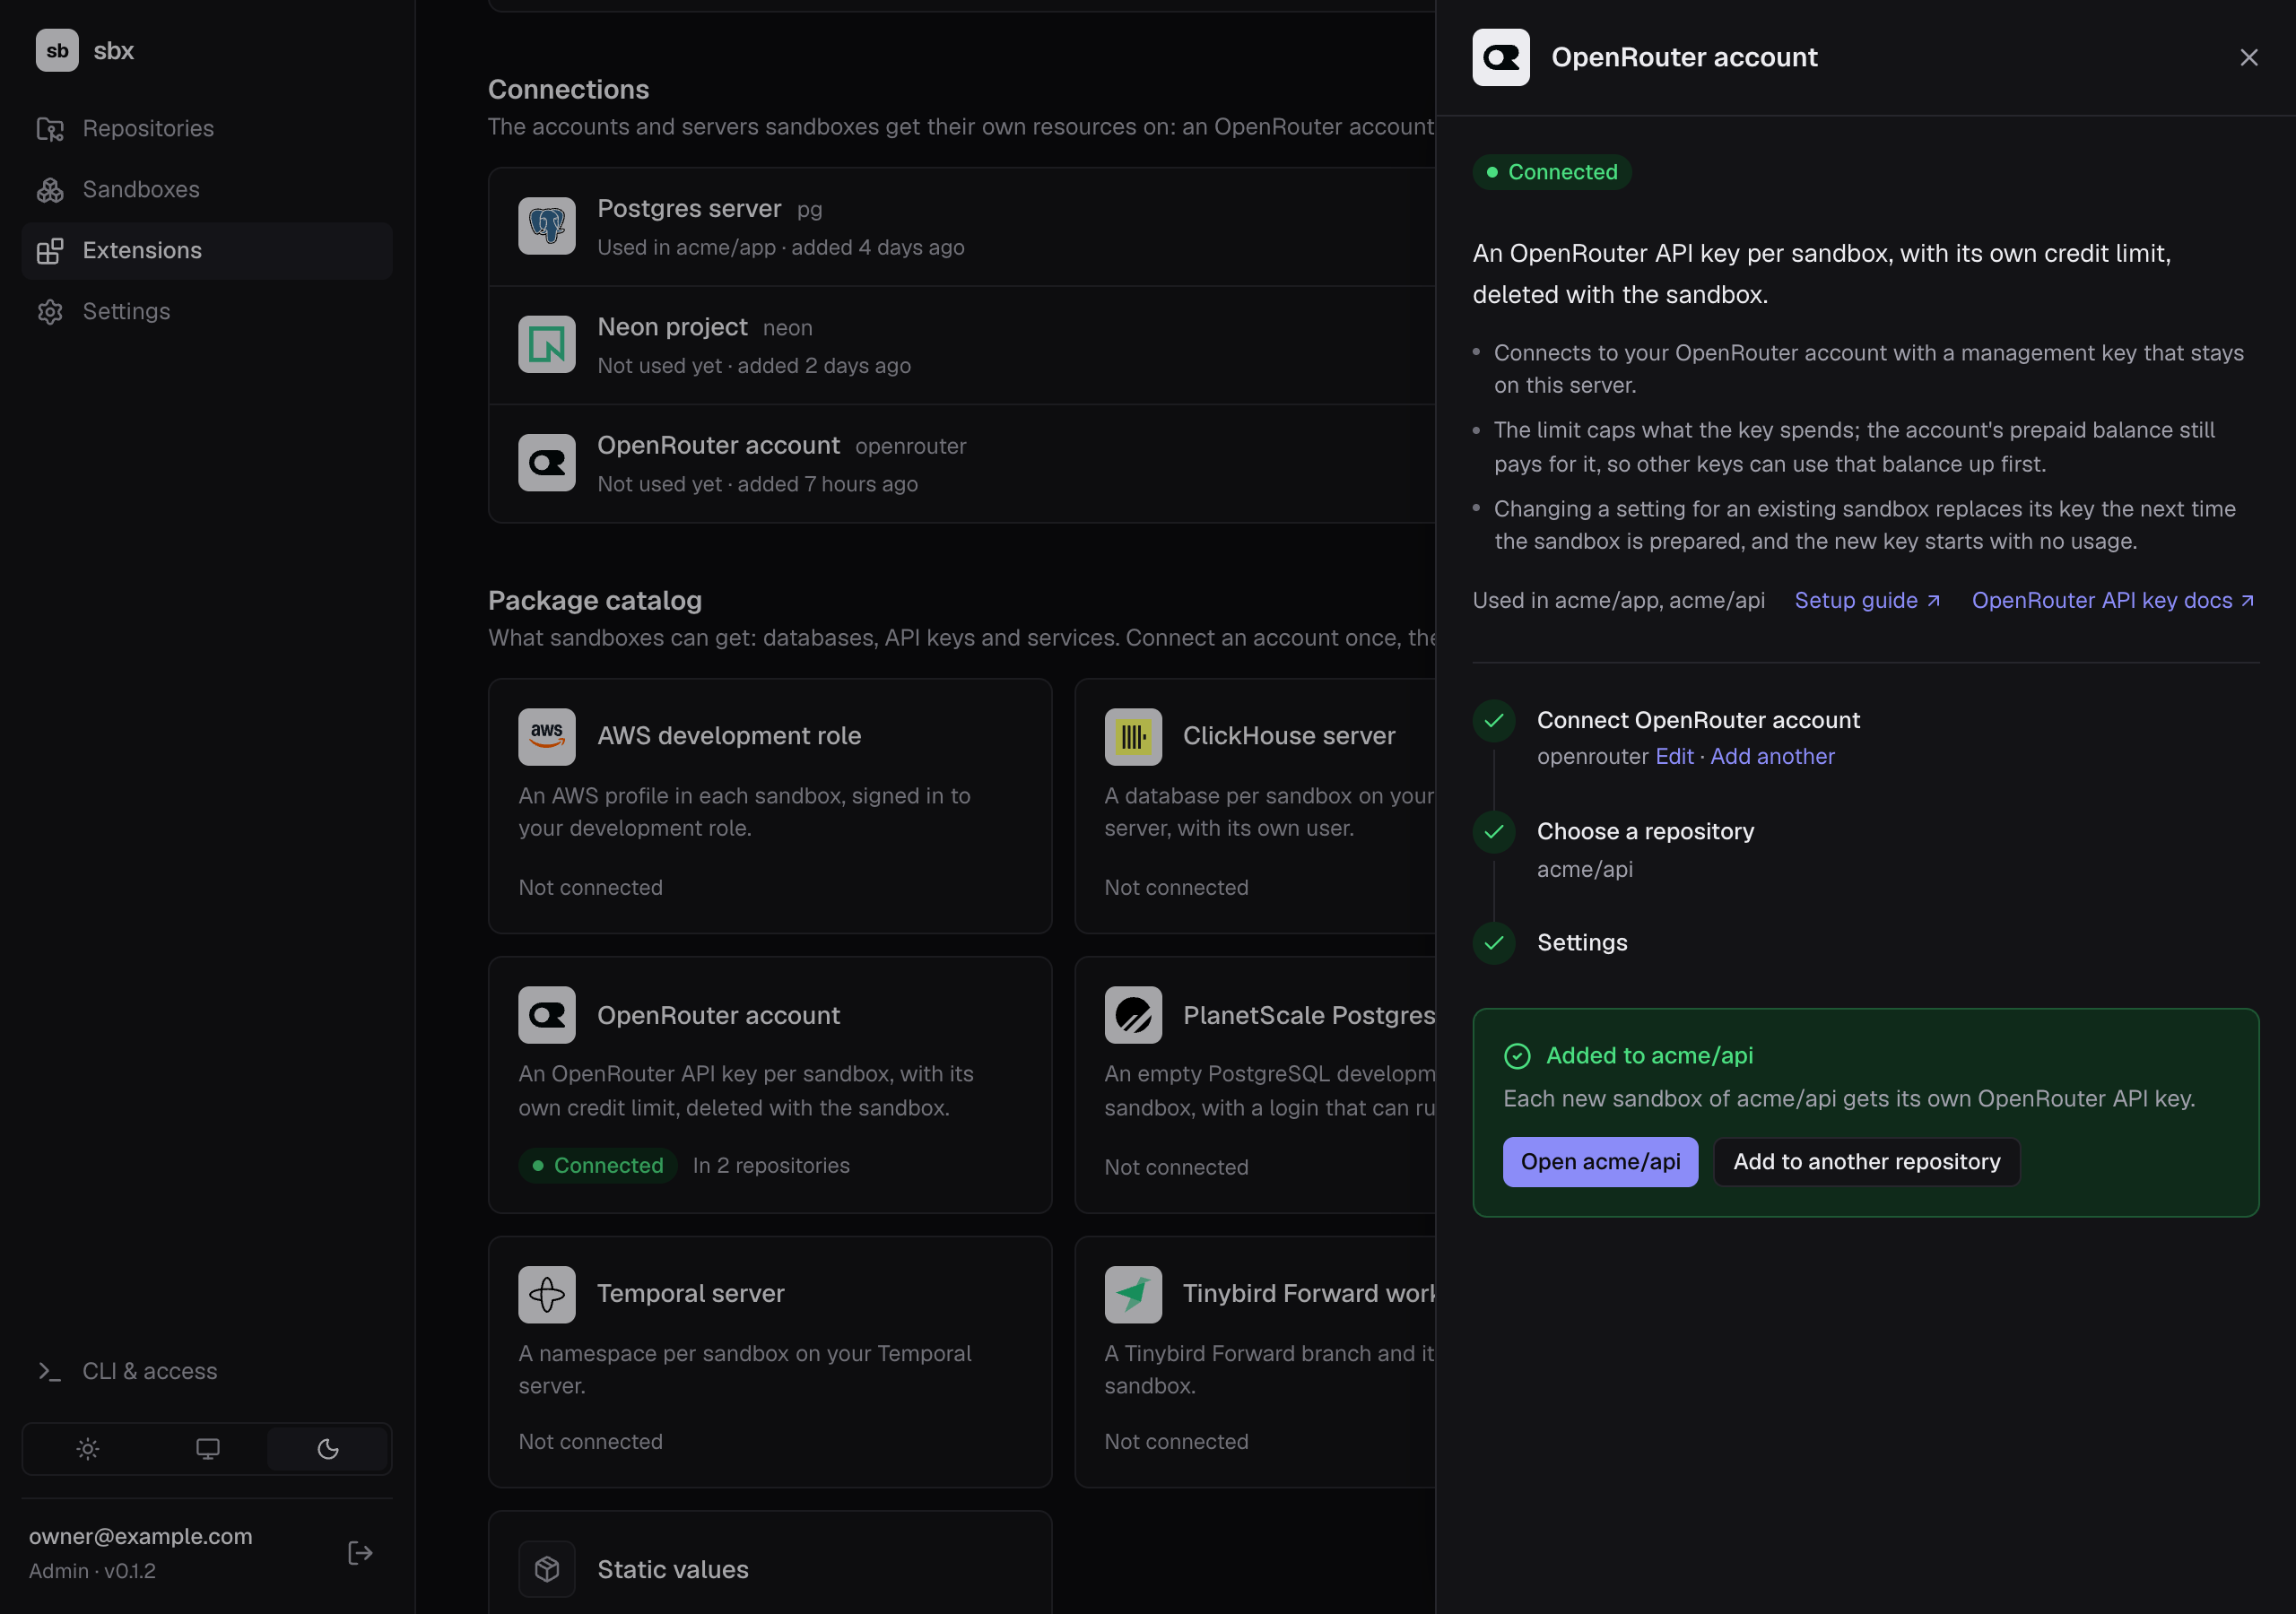 sb sbx
Repositories
Sandboxes
Extensions
Settings
CLI & access
owner@example.com
Admin · v0.1.2
Connections
The accounts and servers sandboxes get their own resources on: an OpenRouter account
Postgres server pg
Used in acme/app · added 4 days ago
Neon project neon
Not used yet · added 2 days ago
OpenRouter account openrouter
Not used yet · added 7 hours ago
Package catalog
What sandboxes can get: databases, API keys and services. Connect an account once, the
aws AWS development role
An AWS profile in each sandbox, signed in to
your development role.
Not connected
ClickHouse server
A database per sandbox on your
server, with its own user.
Not connected
OpenRouter account
An OpenRouter API key per sandbox, with its
own credit limit, deleted with the sandbox.
Connected In 2 repositories
PlanetScale Postgres
An empty PostgreSQL developm
sandbox, with a login that can ru
Not connected
Temporal server
A namespace per sandbox on your Temporal
server.
Not connected
Tinybird Forward work
A Tinybird Forward branch and it
sandbox.
Not connected
Static values
OpenRouter account
Connected
An OpenRouter API key per sandbox, with its own credit limit,
deleted with the sandbox.
Connects to your OpenRouter account with a management key that stays
on this server.
The limit caps what the key spends; the account's prepaid balance still
pays for it, so other keys can use that balance up first.
Changing a setting for an existing sandbox replaces its key the next time
the sandbox is prepared, and the new key starts with no usage.
Used in acme/app, acme/api Setup guide OpenRouter API key docs
Connect OpenRouter account
openrouter Edit · Add another
Choose a repository
acme/api
Settings
Added to acme/api
Each new sandbox of acme/api gets its own OpenRouter API key.
Open acme/api Add to another repository